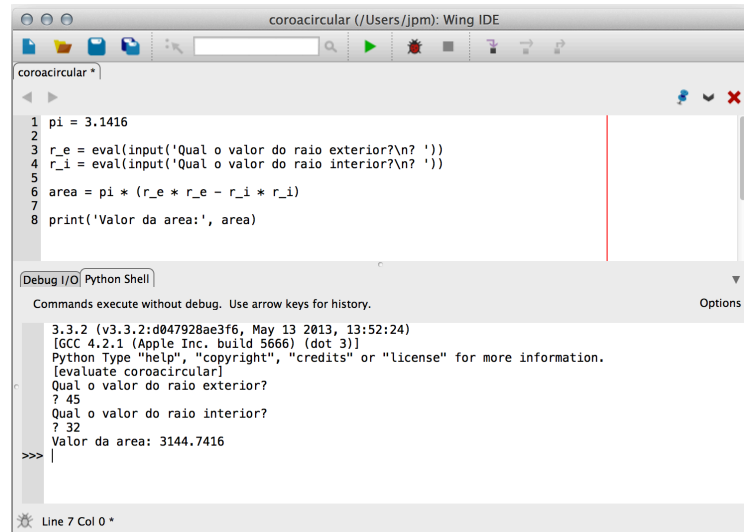 coroacircular (/Users/jpm): Wing IDE
coroacircular *
1 pi = 3.1416
2
3 r_e = eval(input('Qual o valor do raio exterior?\n? '))
4 r_i = eval(input('Qual o valor do raio interior?\n? '))
5
6 area = pi * (r_e * r_e - r_i * r_i)
7
8 print('Valor da area:', area)
Debug I/O Python Shell
Commands execute without debug. Use arrow keys for history. Options
3.3.2 (v3.3.2:d047928ae3f6, May 13 2013, 13:52:24)
[GCC 4.2.1 (Apple Inc. build 5666) (dot 3)]
Python Type "help", "copyright", "credits" or "license" for more information.
[evaluate coroacircular]
Qual o valor do raio exterior?
? 45
Qual o valor do raio interior?
? 32
Valor da area: 3144.7416
>>>
Line 7 Col 0 *